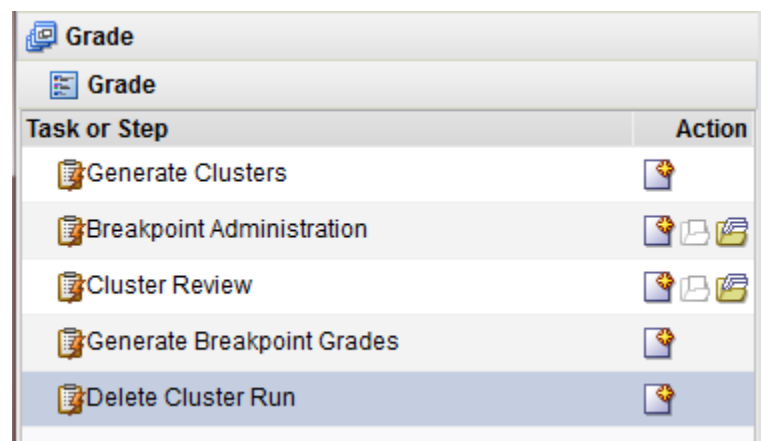 Grade
Grade
Task or Step Action
Generate Clusters
Breakpoint Administration
Cluster Review
Generate Breakpoint Grades
Delete Cluster Run